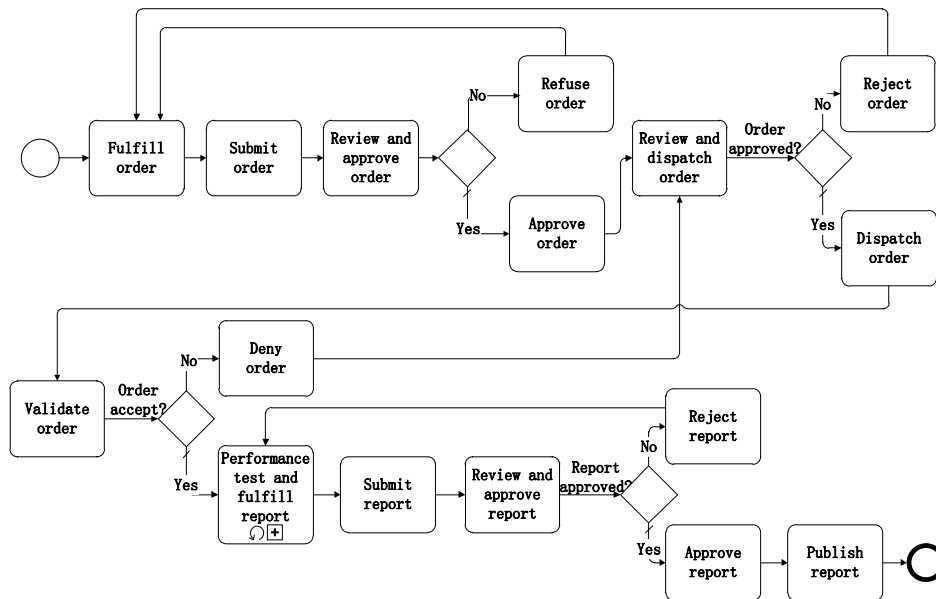 Refuse
order
No
Reject
order
No
Fulfill
order
Submit
order
Review and
approve
order
Review and
dispatch
order
Order
approved?
Yes
Approve
order
Yes
Dispatch
order
Deny
order
No
Validate
order
Order
accept?
Yes
Performance
test and
fulfill
report
Submit
report
Review and
approve
report
Report
approved?
No
Reject
report
Yes
Approve
report
Publish
report